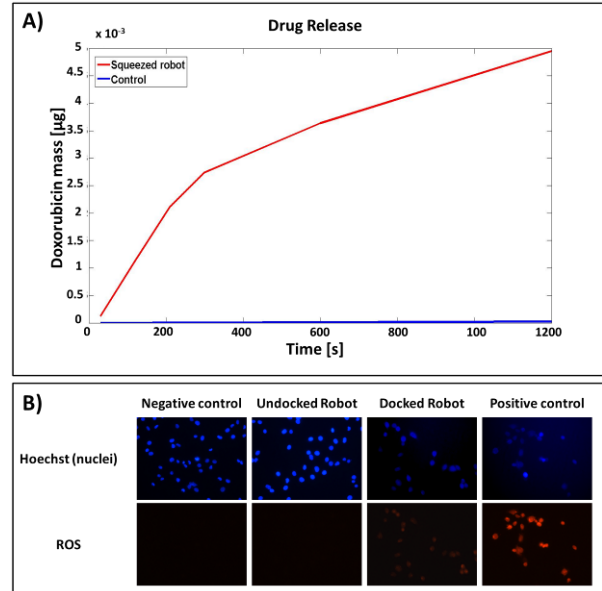 A)
Drug Release
x 10⁻³
5
4.5
4
3.5
3
2.5
2
1.5
1
0.5
0
Doxorubicin mass [µg]
Squeezed robot
Control
0 200 400 600 800 100 1200
Time [s]
B)
Negative control Undocked Robot Docked Robot Positive control
Hoechst (nuclei)
ROS